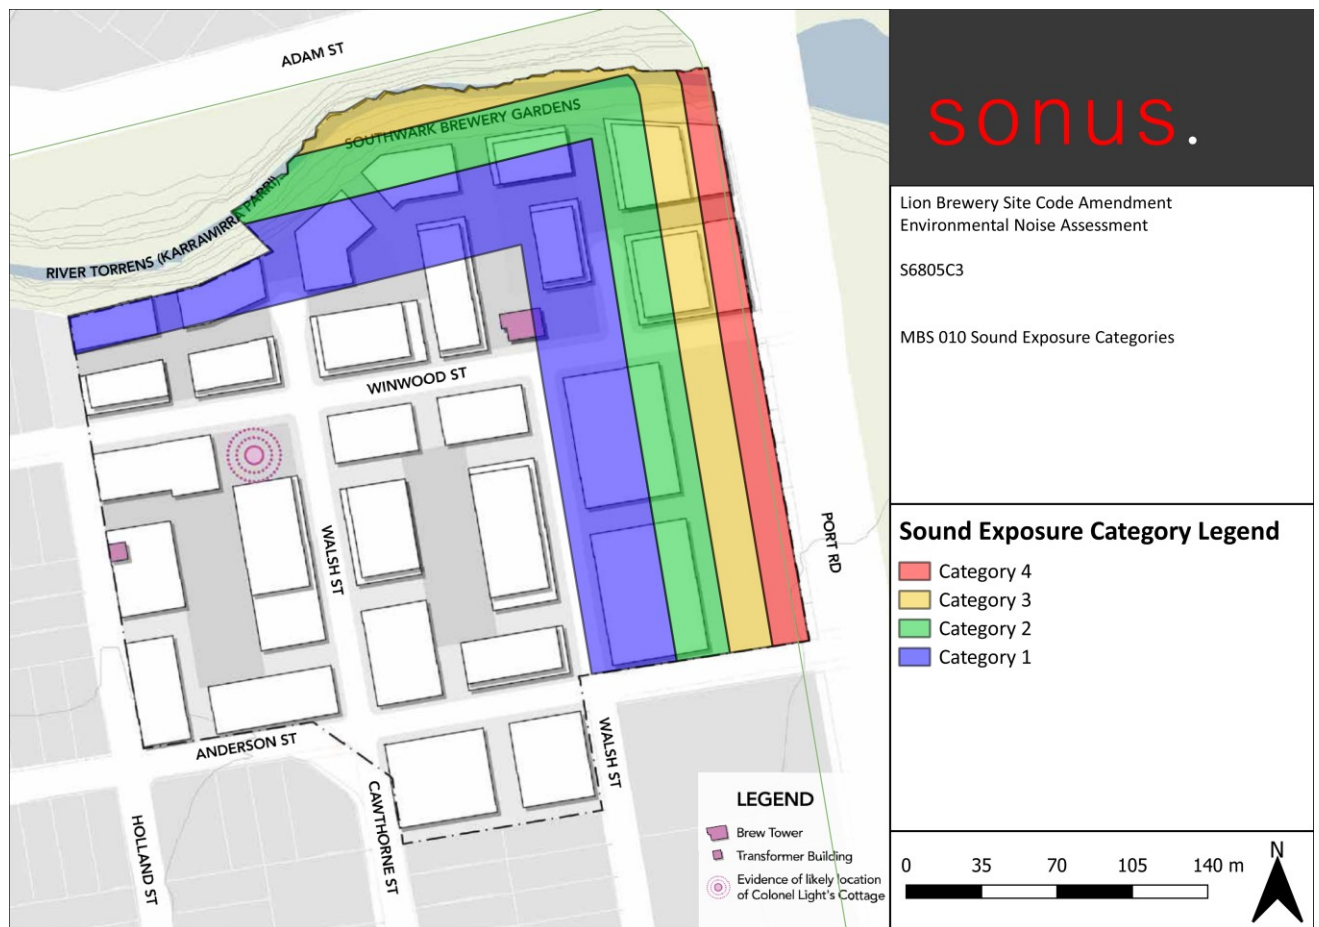 ADAM ST
SOUTHWARK BREWERY GARDENS
RIVER TORRENS (KARRAWIRRA PARRI)
WINWOOD ST
WALSH ST
PORT RD
ANDERSON ST
WALSH ST
HOLLAND ST
CAWTHORNE ST
LEGEND
Brew Tower
Transformer Building
Evidence of likely location
of Colonel Light's Cottage
sonus.
Lion Brewery Site Code Amendment
Environmental Noise Assessment
S6805C3
MBS 010 Sound Exposure Categories
Sound Exposure Category Legend
Category 4
Category 3
Category 2
Category 1
0 35 70 105 140 m
N